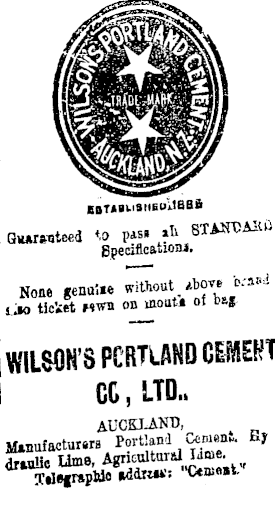 WILSON'S PORTLAND CEMENT
TRADE MARK
AUCKLAND, N.Z.
ESTABLISHED
Guaranteed to pass all STANDARD
Specifications.
None genuine without above brand
also ticket sewn on mouth of bag
WILSON'S PORTLAND CEMENT
CO, LTD.,
AUCKLAND,
Manufacturers Portland Cement, Hy
draulic Lime, Agricultural Lime.
Telegraphic address: "Cement."